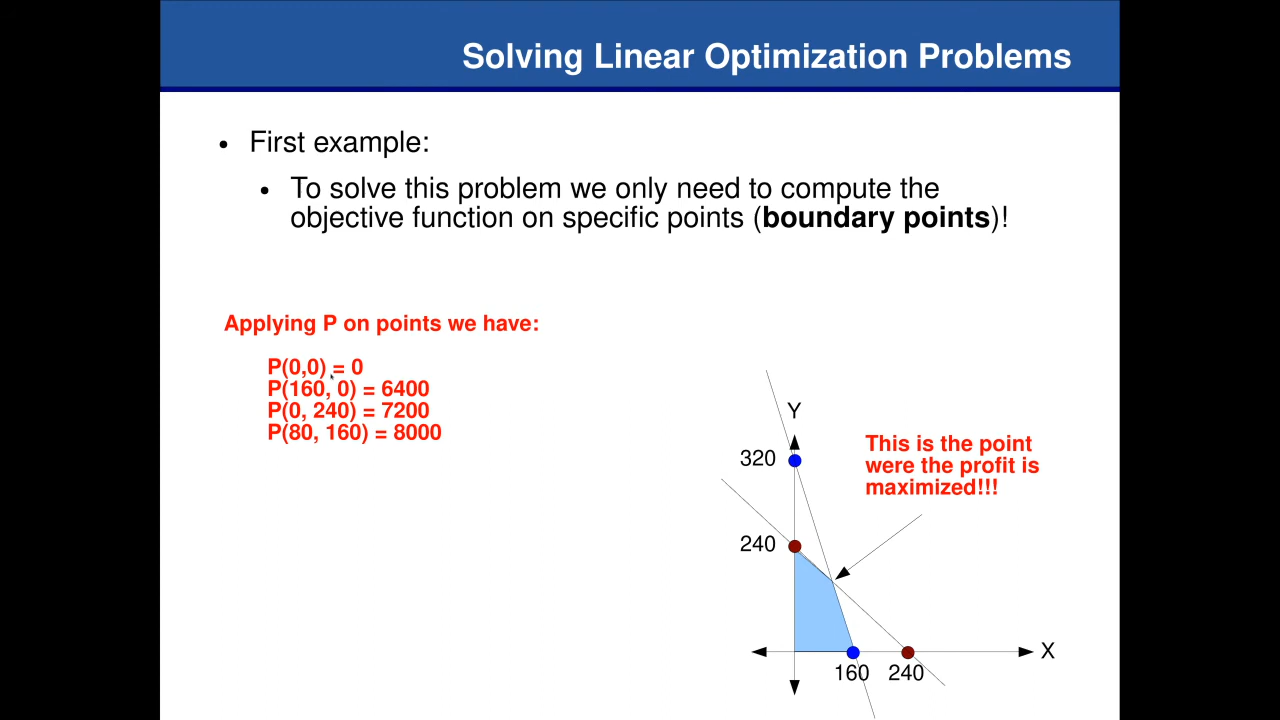 Solving Linear Optimization Problems
• First example:
• To solve this problem we only need to compute the
objective function on specific points (boundary points)!
Applying P on points we have:
P(0,0) = 0
P(160, 0) = 6400
P(0, 240) = 7200
P(80, 160) = 8000
Y
This is the point
were the profit is
maximized!!!
320
240
X
160 240